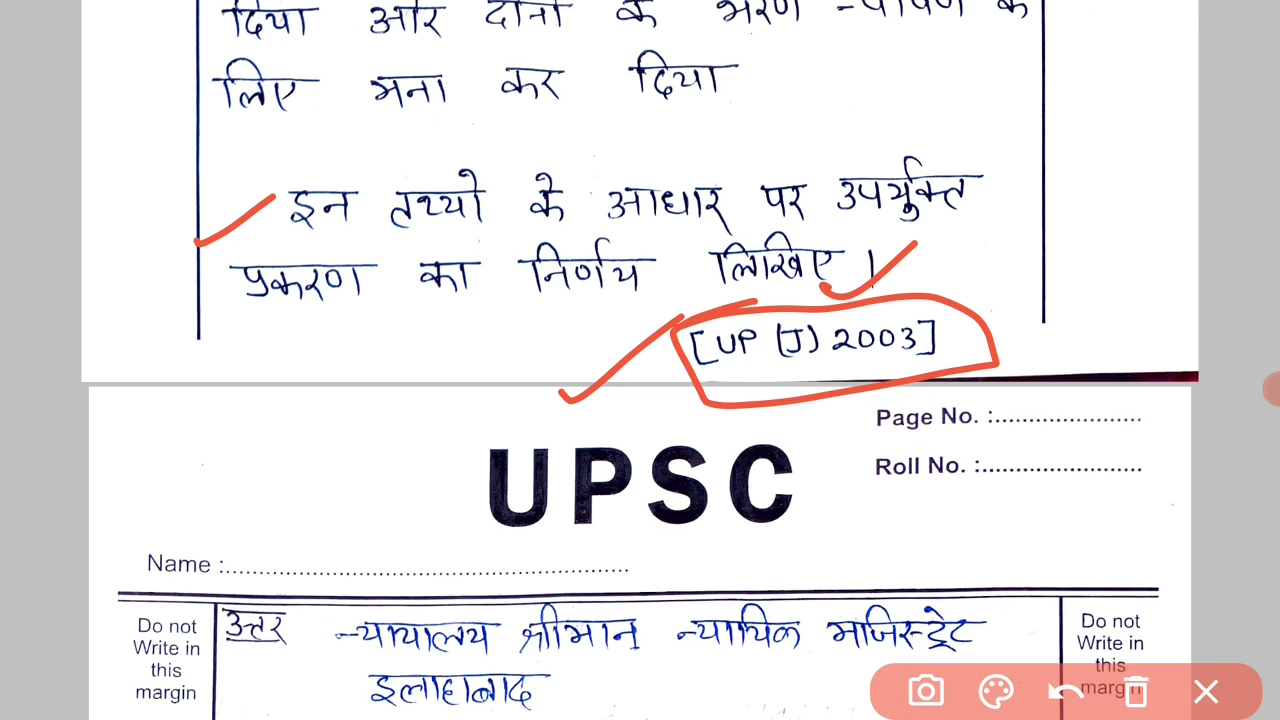 दिया और दोनों के भरण-पोषण के
लिए मना कर दिया
इन तथ्यो के आधार पर उपर्युक्त
प्रकरण का निर्णय लिखिए।
[UP (J) 2003]
Page No. :........................
UPSC
Roll No. :........................
Name :..........................................................
Do not
Write in
this
margin
उत्तर न्यायालय श्रीमान् न्यायिक मजिस्ट्रेट
इलाहाबाद
Do not
Write in
this
margin